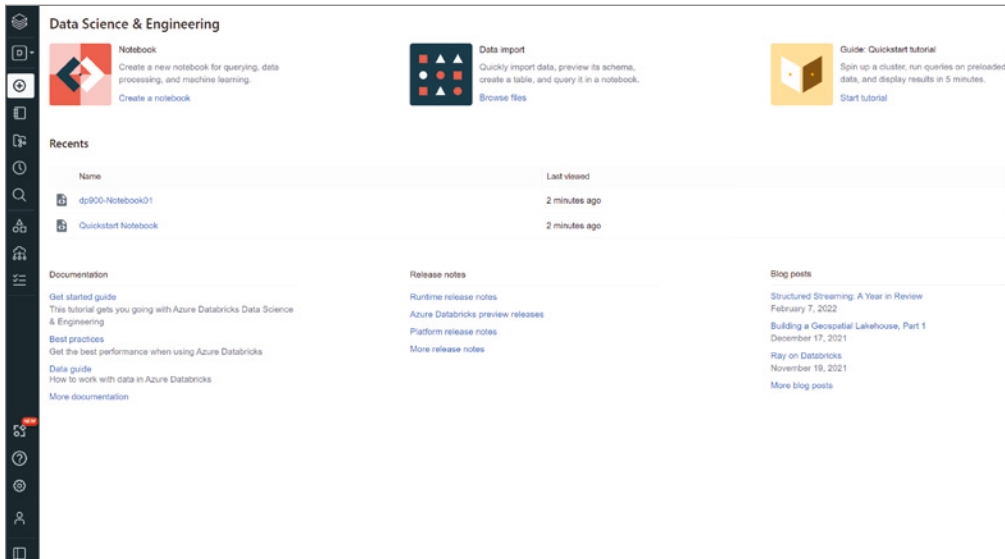 Data Science & Engineering
Notebook
Create a new notebook for querying, data
processing, and machine learning.
Create a notebook
Data import
Quickly import data, preview its schema,
create a table, and query it in a notebook.
Browse files
Guide: Quickstart tutorial
Spin up a cluster, run queries on preloaded
data, and display results in 5 minutes.
Start tutorial
D
Recents
Name Last viewed
dp900-Notebook01 2 minutes ago
Quickstart Notebook 2 minutes ago
Documentation
Get started guide
This tutorial gets you going with Azure Databricks Data Science
& Engineering
Best practices
Get the best performance when using Azure Databricks
Data guide
How to work with data in Azure Databricks
More documentation
Release notes
Runtime release notes
Azure Databricks preview releases
Platform release notes
More release notes
Blog posts
Structured Streaming: A Year in Review
February 7, 2022
Building a Geospatial Lakehouse, Part 1
December 17, 2021
Ray on Databricks
November 19, 2021
More blog posts
NEW